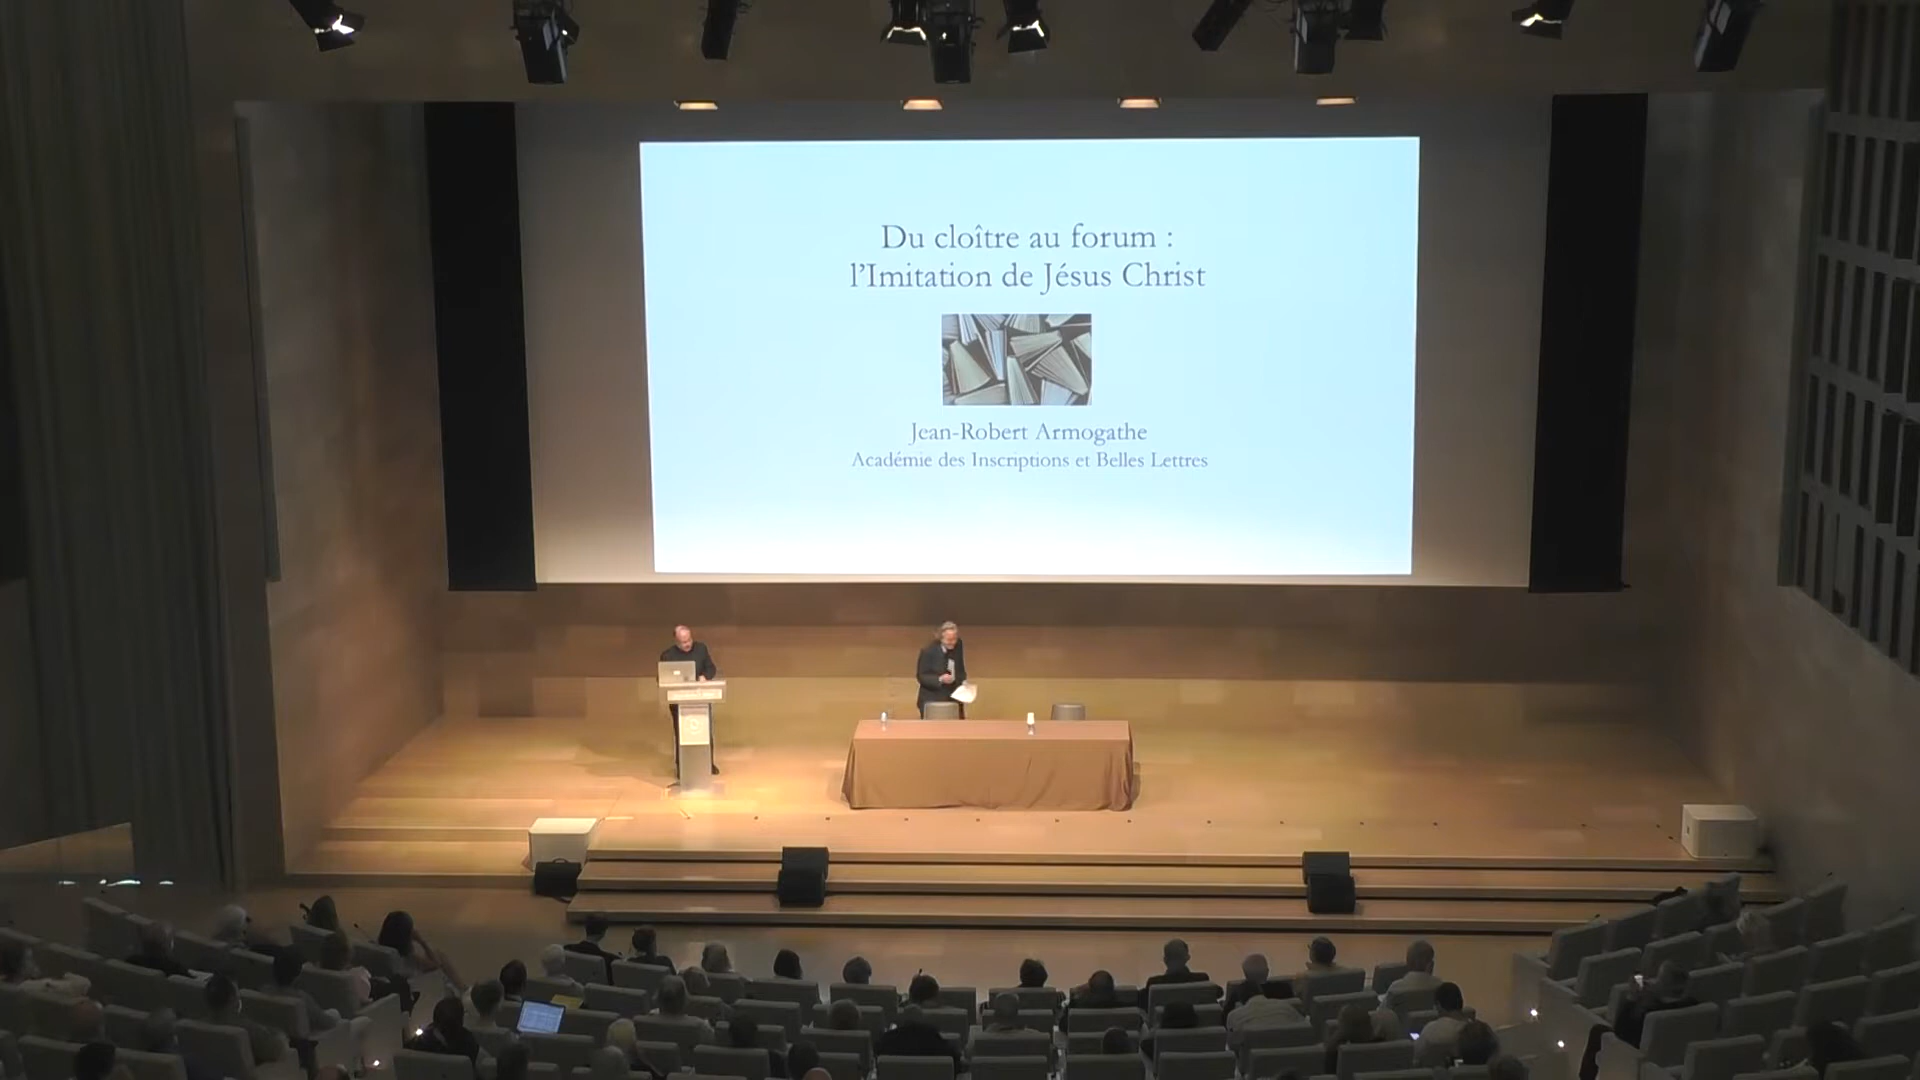 Du cloître au forum :
l’Imitation de Jésus Christ
Jean-Robert Armogathe
Académie des Inscriptions et Belles Lettres